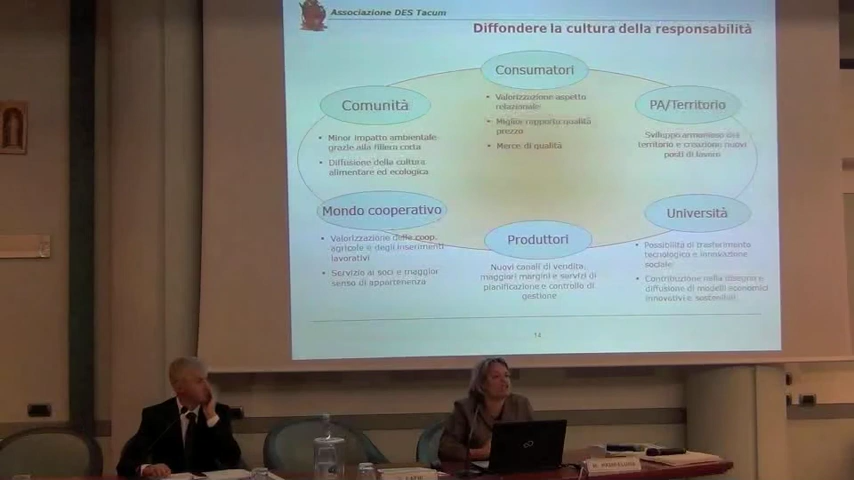 Associazione DES Tacum
Diffondere la cultura della responsabilità
Consumatori
Valorizzazione aspetto
relazionale
Miglior rapporto qualità
prezzo
Merce di qualità
Comunità
Minor impatto ambientale
grazie alla filiera corta
Diffusione della cultura
alimentare ed ecologica
PA/Territorio
Sviluppo armonioso del
territorio e creazione nuovi
posti di lavoro
Mondo cooperativo
Valorizzazione delle coop.
agricole e degli inserimenti
lavorativi
Servizio ai soci e maggior
senso di appartenenza
Produttori
Nuovi canali di vendita,
maggiori margini e servizi di
pianificazione e controllo di
gestione
Università
Possibilità di trasferimento
tecnologico e innovazione
sociale
Contribuzione nella disegno e
diffusione di modelli economici
innovativi e sostenibili
14